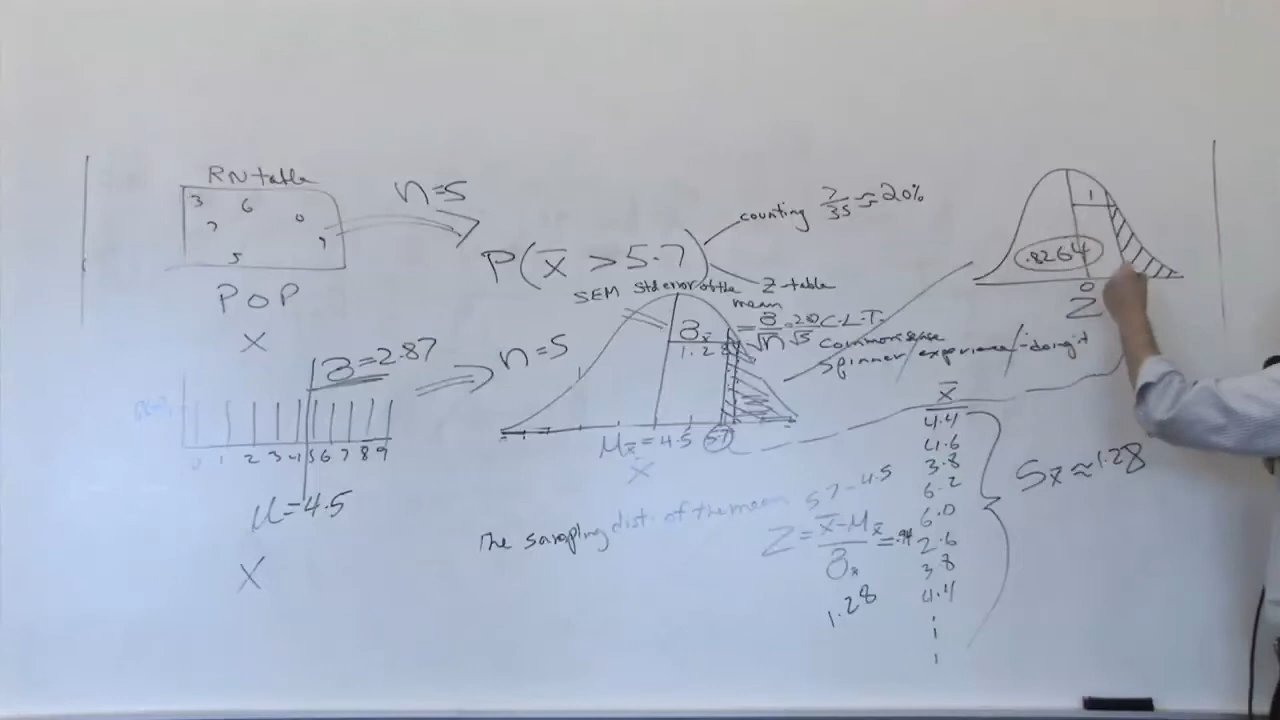 RN table
3 6
7 0
5 9
POP
X
n=5
P(x̄ > 5.7)
counting 7/35 ≈ 20%
Z-table
C.L.T.
common sense
spinner/experience/-doing it
SEM Std error of the mean
σx̄ = σ/√n
1.28
σ=2.87
n=5
0 1 2 3 4 5 6 7 8 9
μ=4.5
X
μx̄=4.5 5.7
x̄
The sampling dist. of the mean
5.7-4.5
Z = x̄-μx̄ / σx̄ = .94
1.28
x̄
4.4
4.6
3.8
6.2
6.0
2.6
3.8
4.4
Sx̄ ≈ 1.28
1
.8264
0
Z